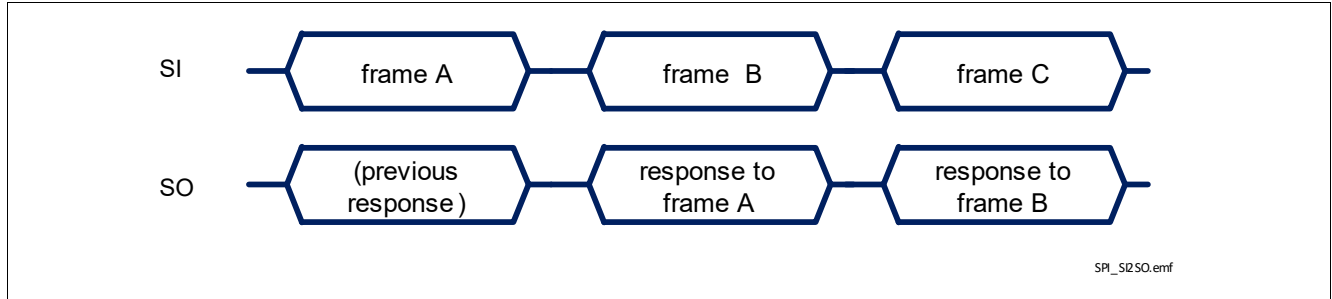 SI
frame A
frame B
frame C
SO
(previous
response)
response to
frame A
response to
frame B
SPI_SI2SO.emf